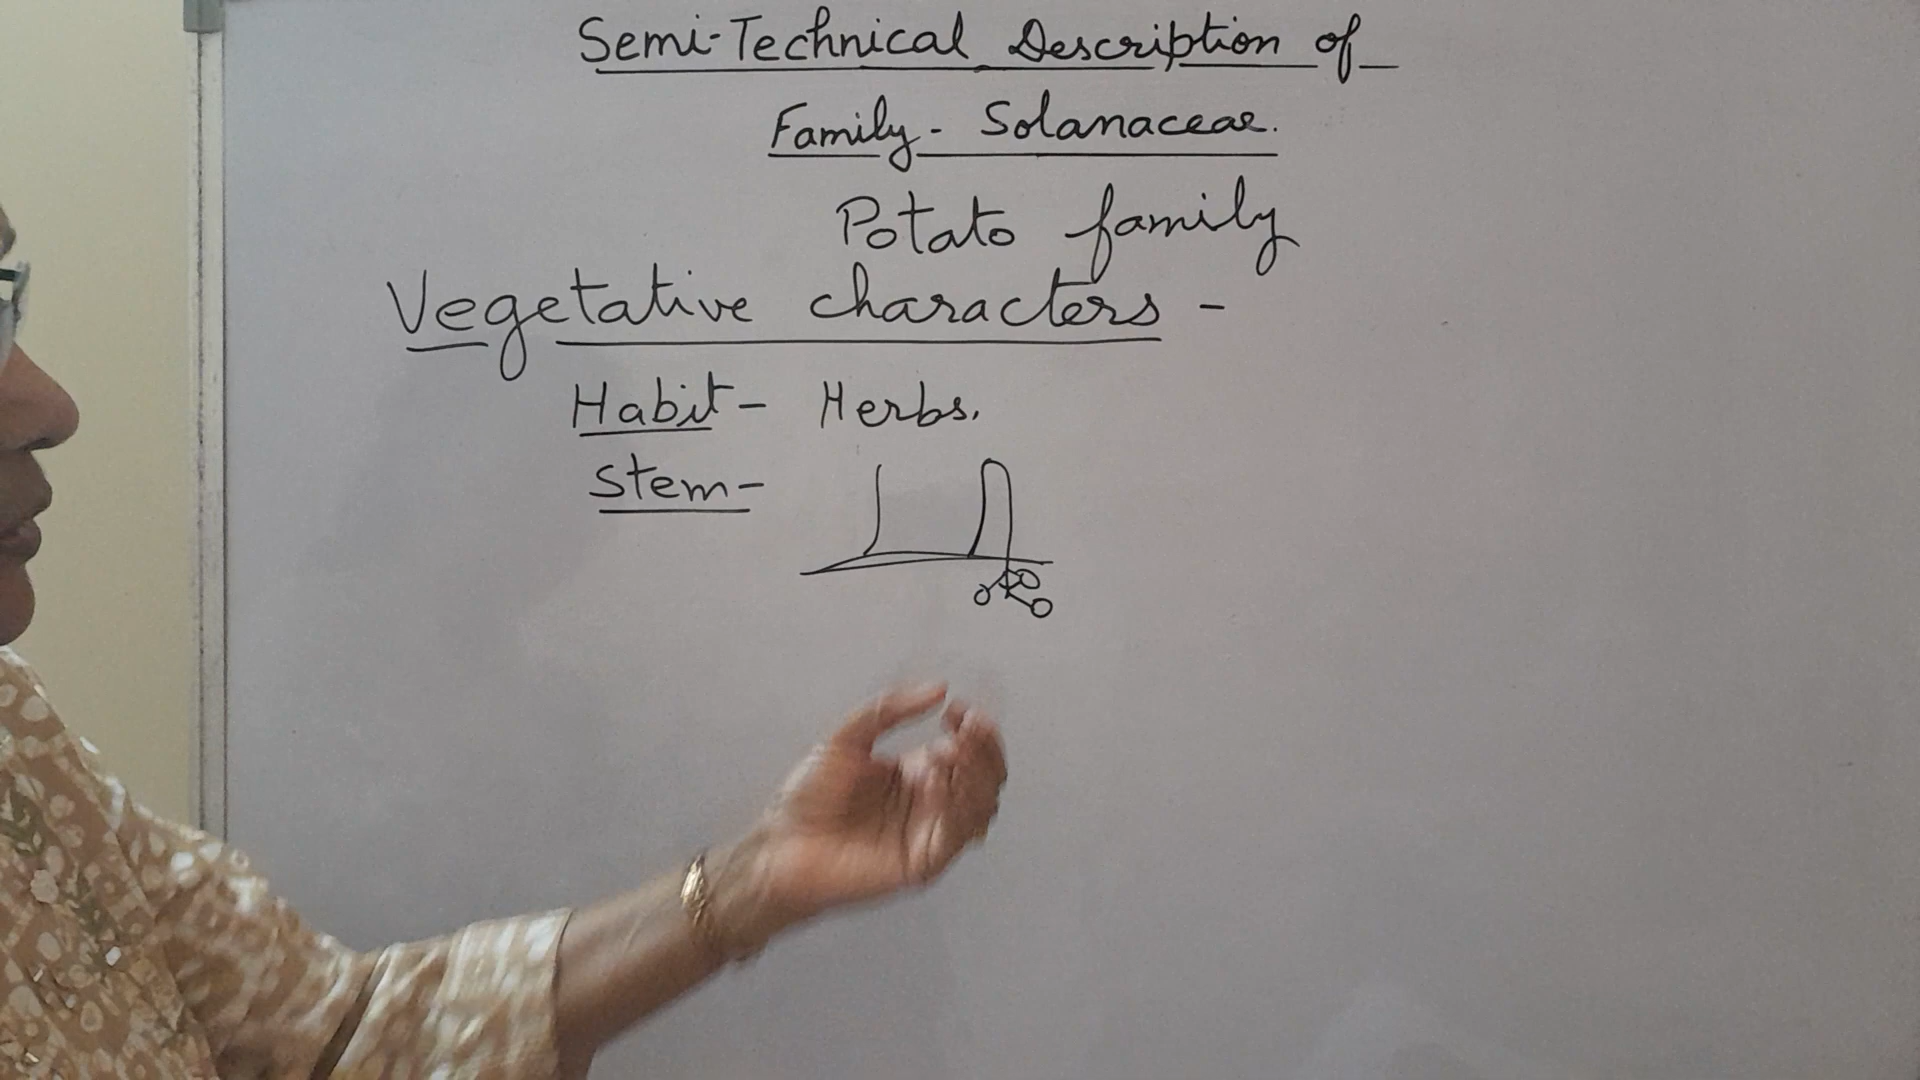 Semi-Technical Description of
Family - Solanaceae.
Potato family
Vegetative characters -
Habit - Herbs.
Stem -